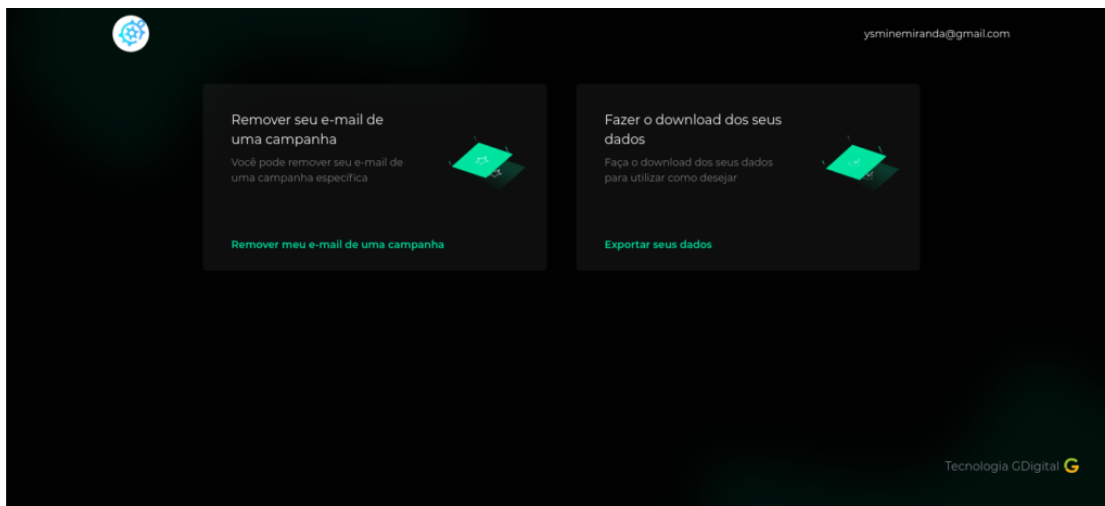 ysminemiranda@gmail.com
Remover seu e-mail de
uma campanha
Você pode remover seu e-mail de
uma campanha específica
Remover meu e-mail de uma campanha
Fazer o download dos seus
dados
Faça o download dos seus dados
para utilizar como desejar
Exportar seus dados
Tecnologia GDigital G